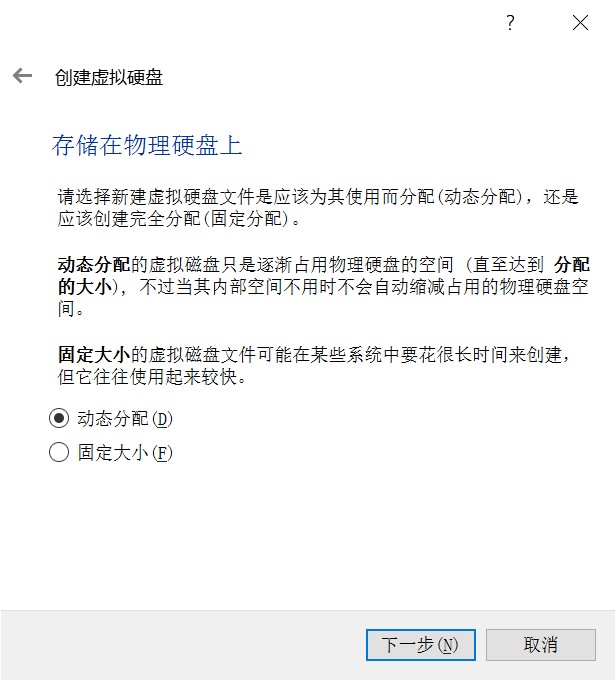 ?
创建虚拟硬盘
存储在物理硬盘上
请选择新建虚拟硬盘文件是应该为其使用而分配(动态分配)，还是
应该创建完全分配(固定分配)。
动态分配的虚拟磁盘只是逐渐占用物理硬盘的空间 (直至达到 分配
的大小)，不过当其内部空间不用时不会自动缩减占用的物理硬盘空
间。
固定大小的虚拟磁盘文件可能在某些系统中要花很长时间来创建，
但它往往使用起来较快。
动态分配(D)
固定大小(F)
下一步(N)
取消